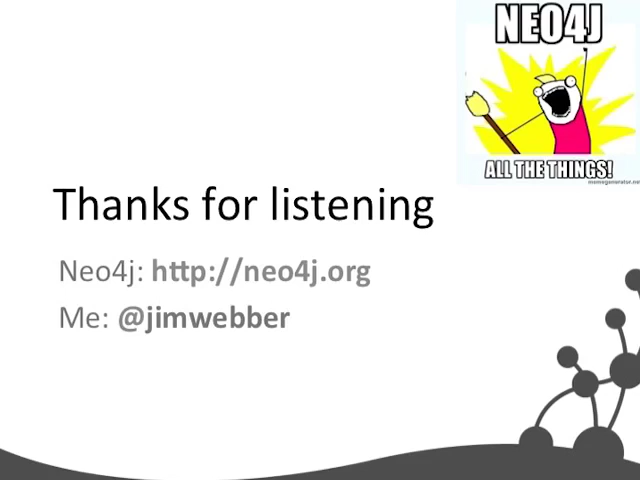 NEO4J
ALL THE THINGS!
memegenerator.net
Thanks for listening
Neo4j: http://neo4j.org
Me: @jimwebber